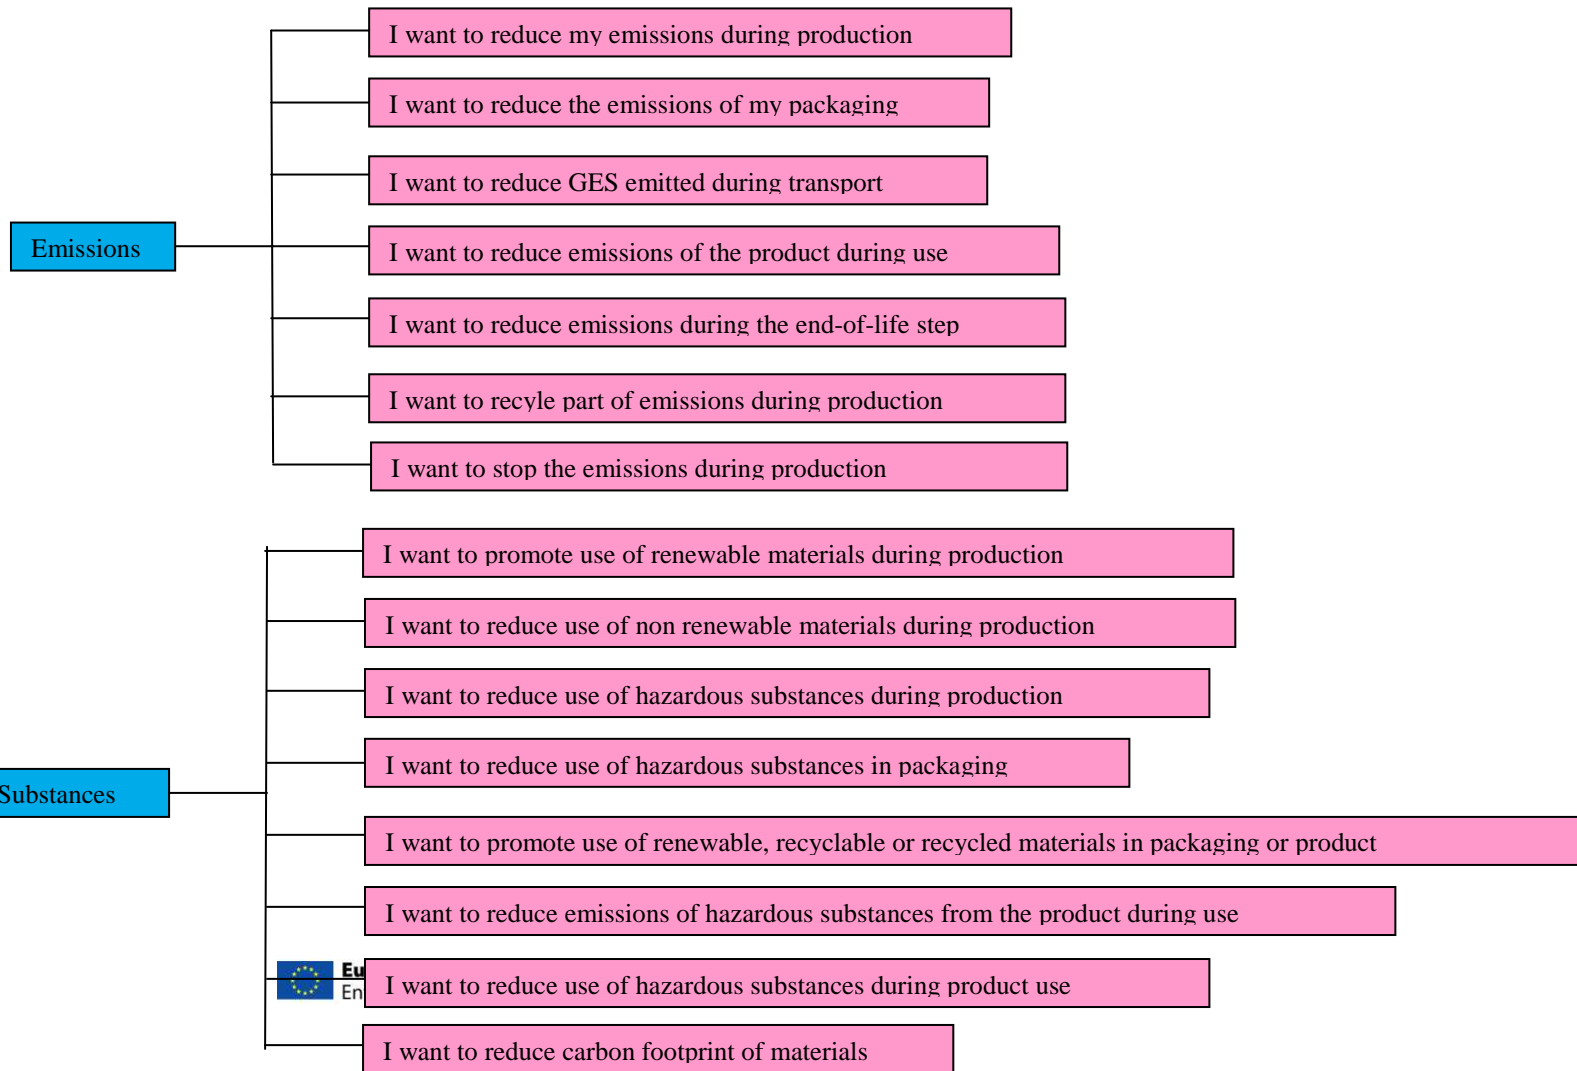 I want to reduce my emissions during production
I want to reduce the emissions of my packaging
I want to reduce GES emitted during transport
Emissions
I want to reduce emissions of the product during use
I want to reduce emissions during the end-of-life step
I want to recyle part of emissions during production
I want to stop the emissions during production
I want to promote use of renewable materials during production
I want to reduce use of non renewable materials during production
I want to reduce use of hazardous substances during production
I want to reduce use of hazardous substances in packaging
Substances
I want to promote use of renewable, recyclable or recycled materials in packaging or product
I want to reduce emissions of hazardous substances from the product during use
I want to reduce use of hazardous substances during product use
I want to reduce carbon footprint of materials